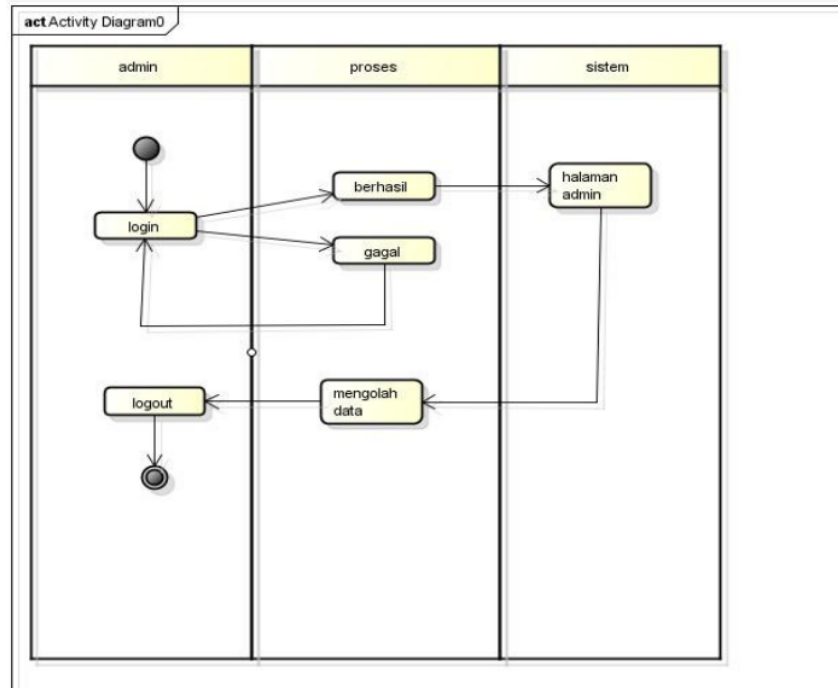 act Activity Diagram0
admin
proses
sistem
berhasil
halaman
admin
login
gagal
mengolah
data
logout